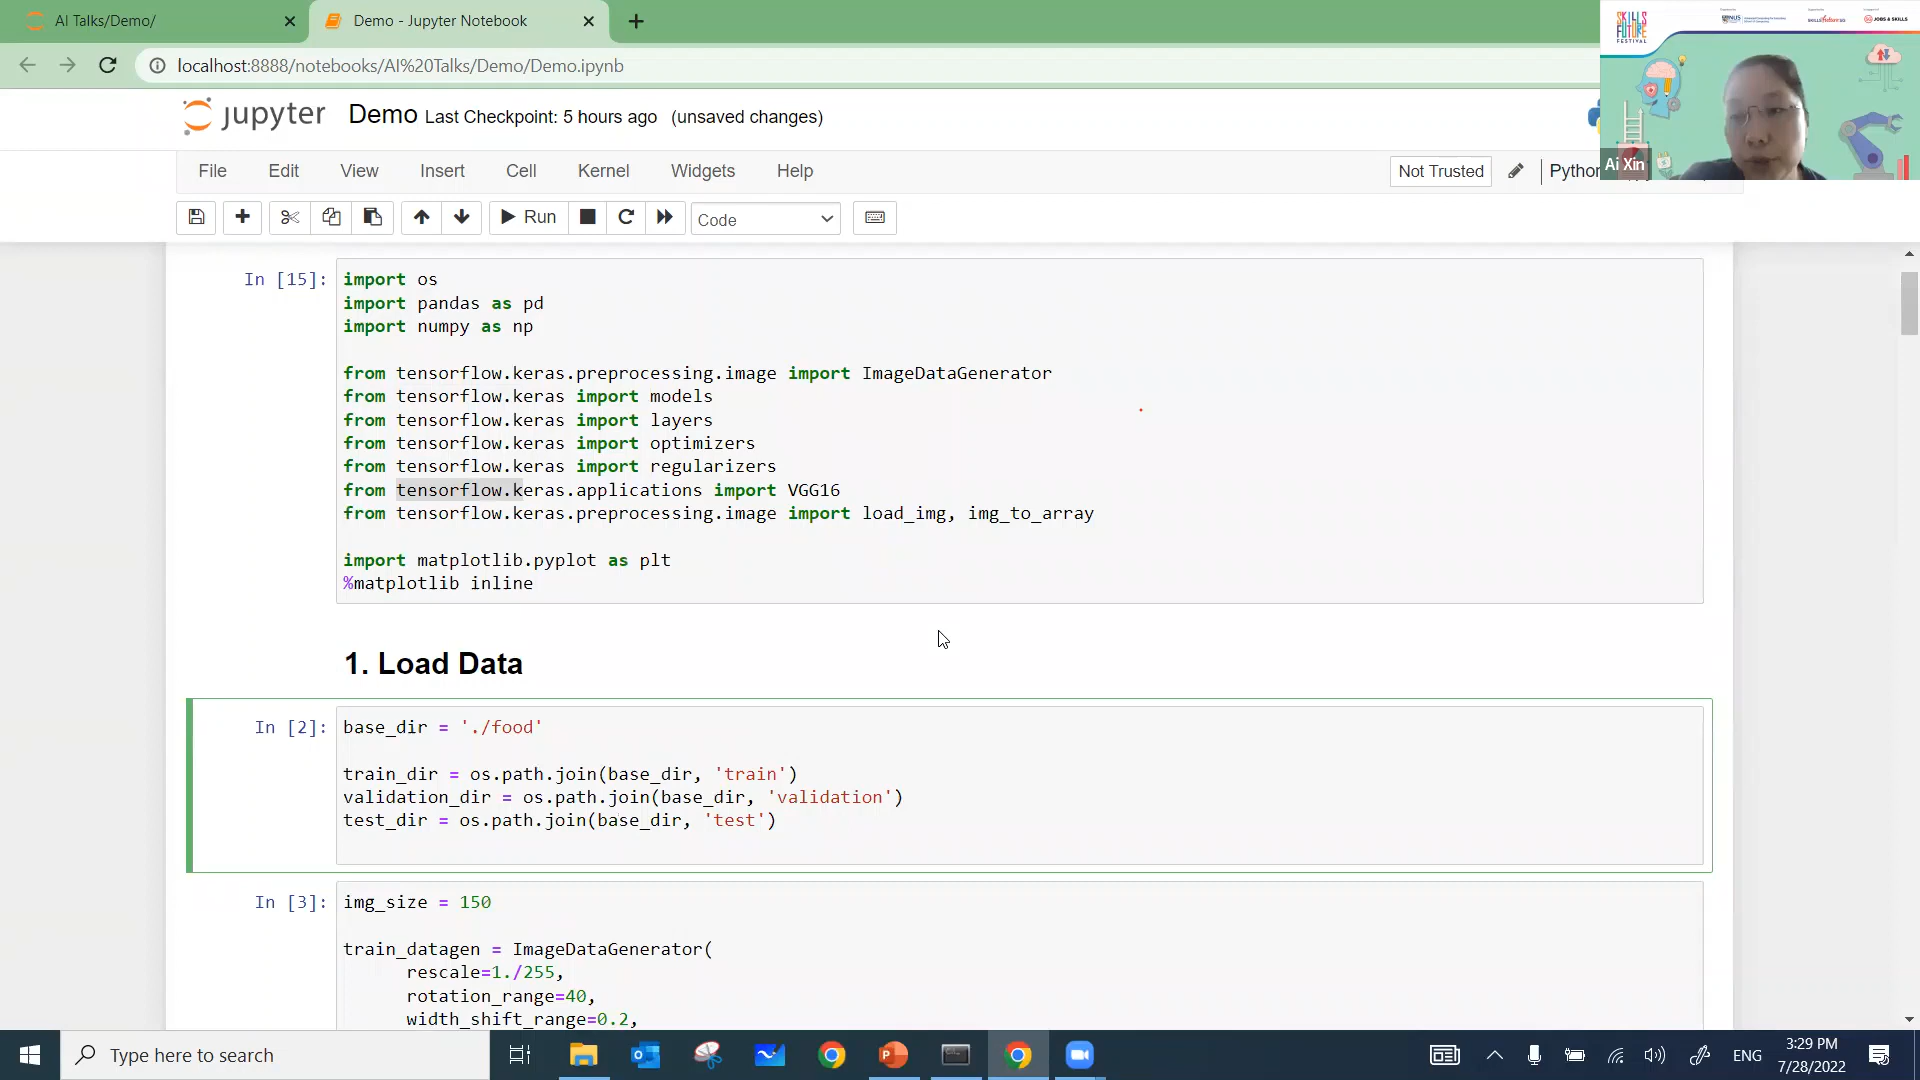 AI Talks/Demo/
Demo - Jupyter Notebook
localhost:8888/notebooks/AI%20Talks/Demo/Demo.ipynb
SKILLS
FUTURE
FESTIVAL
NUS
JOBS & SKILLS
Ai Xin
jupyter Demo Last Checkpoint: 5 hours ago (unsaved changes)
File Edit View Insert Cell Kernel Widgets Help Not Trusted
Run Code
In [15]:
import os
import pandas as pd
import numpy as np
from tensorflow.keras.preprocessing.image import ImageDataGenerator
from tensorflow.keras import models
from tensorflow.keras import layers
from tensorflow.keras import optimizers
from tensorflow.keras import regularizers
from tensorflow.keras.applications import VGG16
from tensorflow.keras.preprocessing.image import load_img, img_to_array
import matplotlib.pyplot as plt
%matplotlib inline
1. Load Data
In [2]:
base_dir = './food'
train_dir = os.path.join(base_dir, 'train')
validation_dir = os.path.join(base_dir, 'validation')
test_dir = os.path.join(base_dir, 'test')
In [3]:
img_size = 150
train_datagen = ImageDataGenerator(
rescale=1./255,
rotation_range=40,
width_shift_range=0.2,
Type here to search
ENG
3:29 PM
7/28/2022